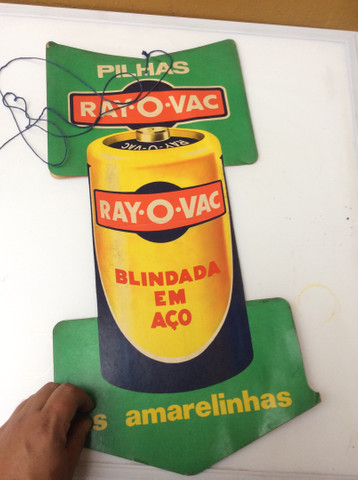 PILHAS
RAY-O-VAC
RAY-O-VAC
RAY-O-VAC
BLINDADA
EM
AÇO
s amarelinhas